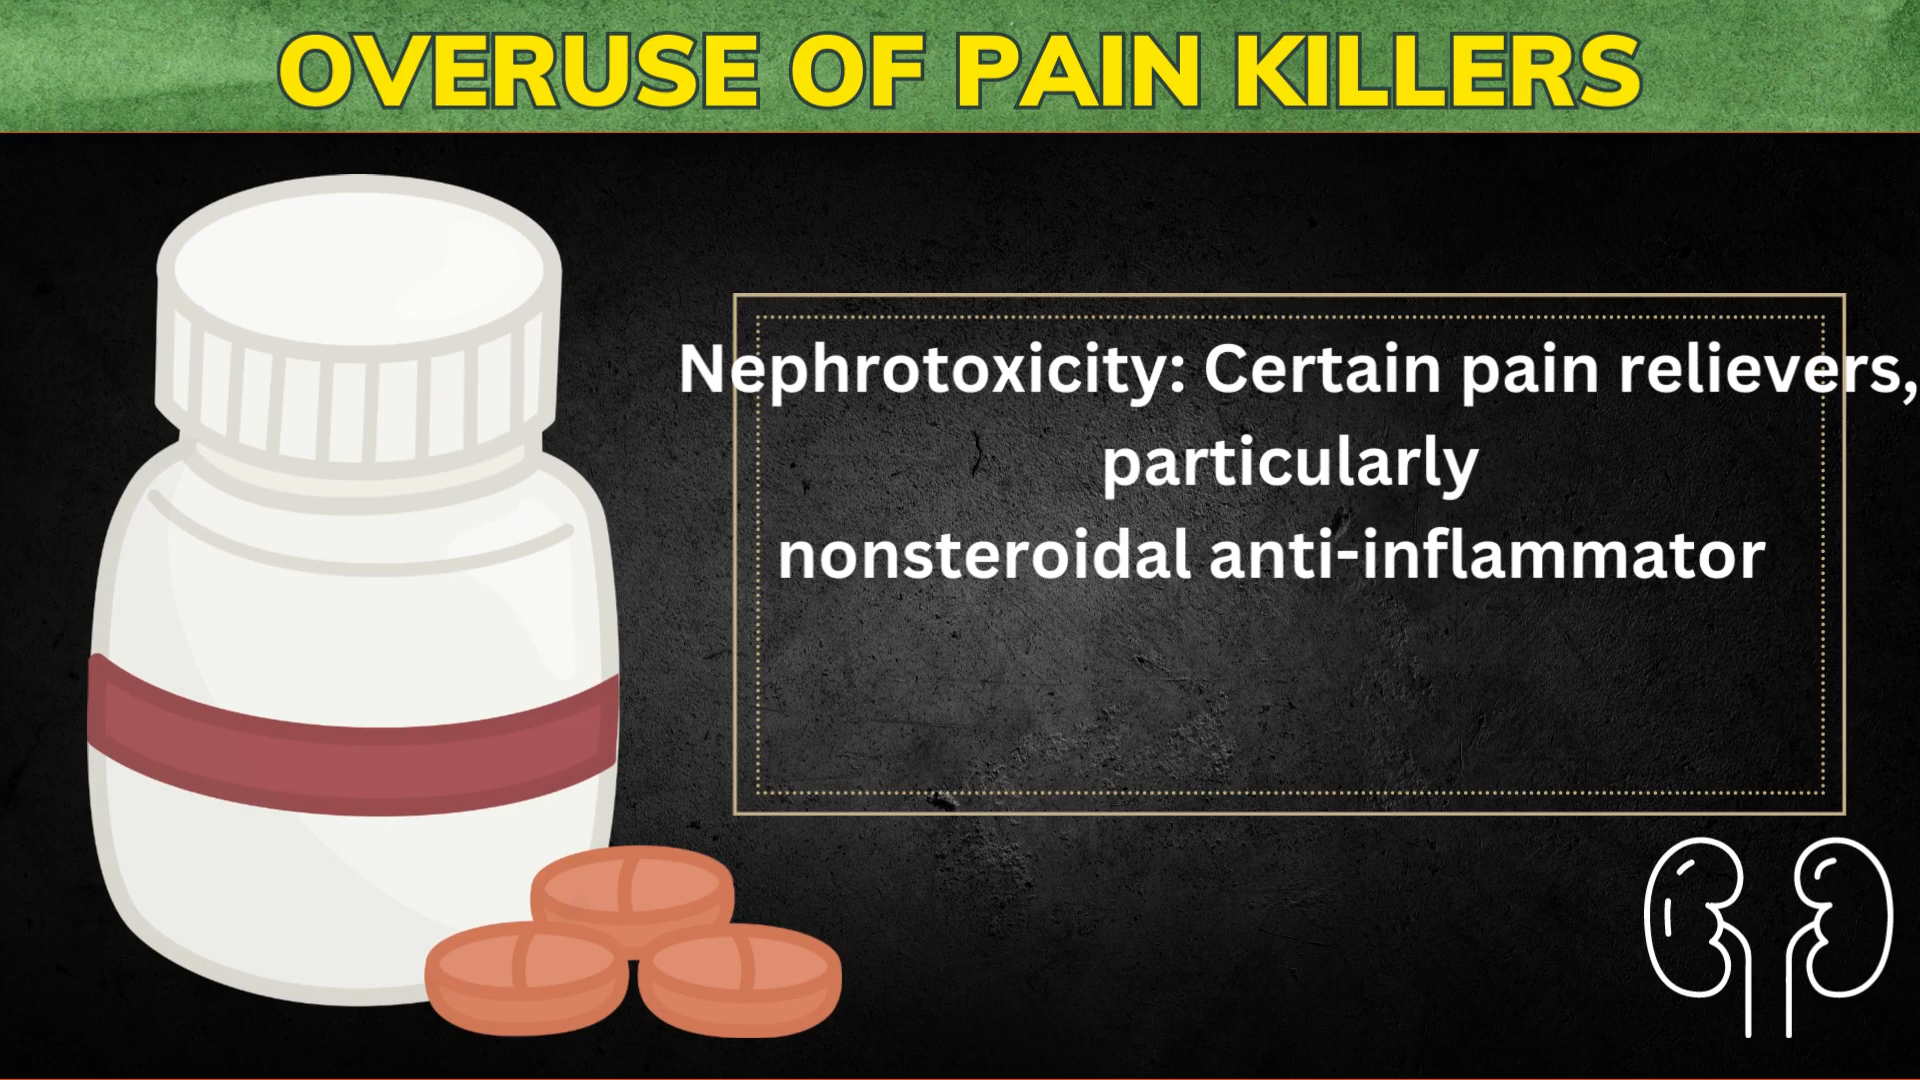 OVERUSE OF PAIN KILLERS
Nephrotoxicity: Certain pain relievers,
particularly
nonsteroidal anti-inflammator